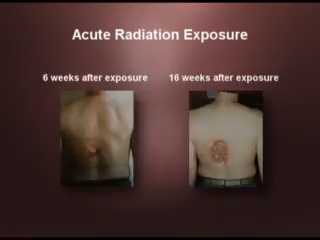 Acute Radiation Exposure
6 weeks after exposure 16 weeks after exposure